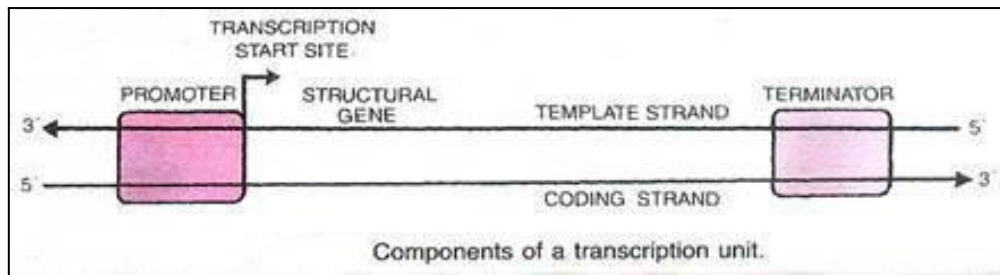 TRANSCRIPTION
START SITE
PROMOTER
STRUCTURAL
GENE
TEMPLATE STRAND
TERMINATOR
3'
5'
5
3'
CODING STRAND
Components of a transcription unit.